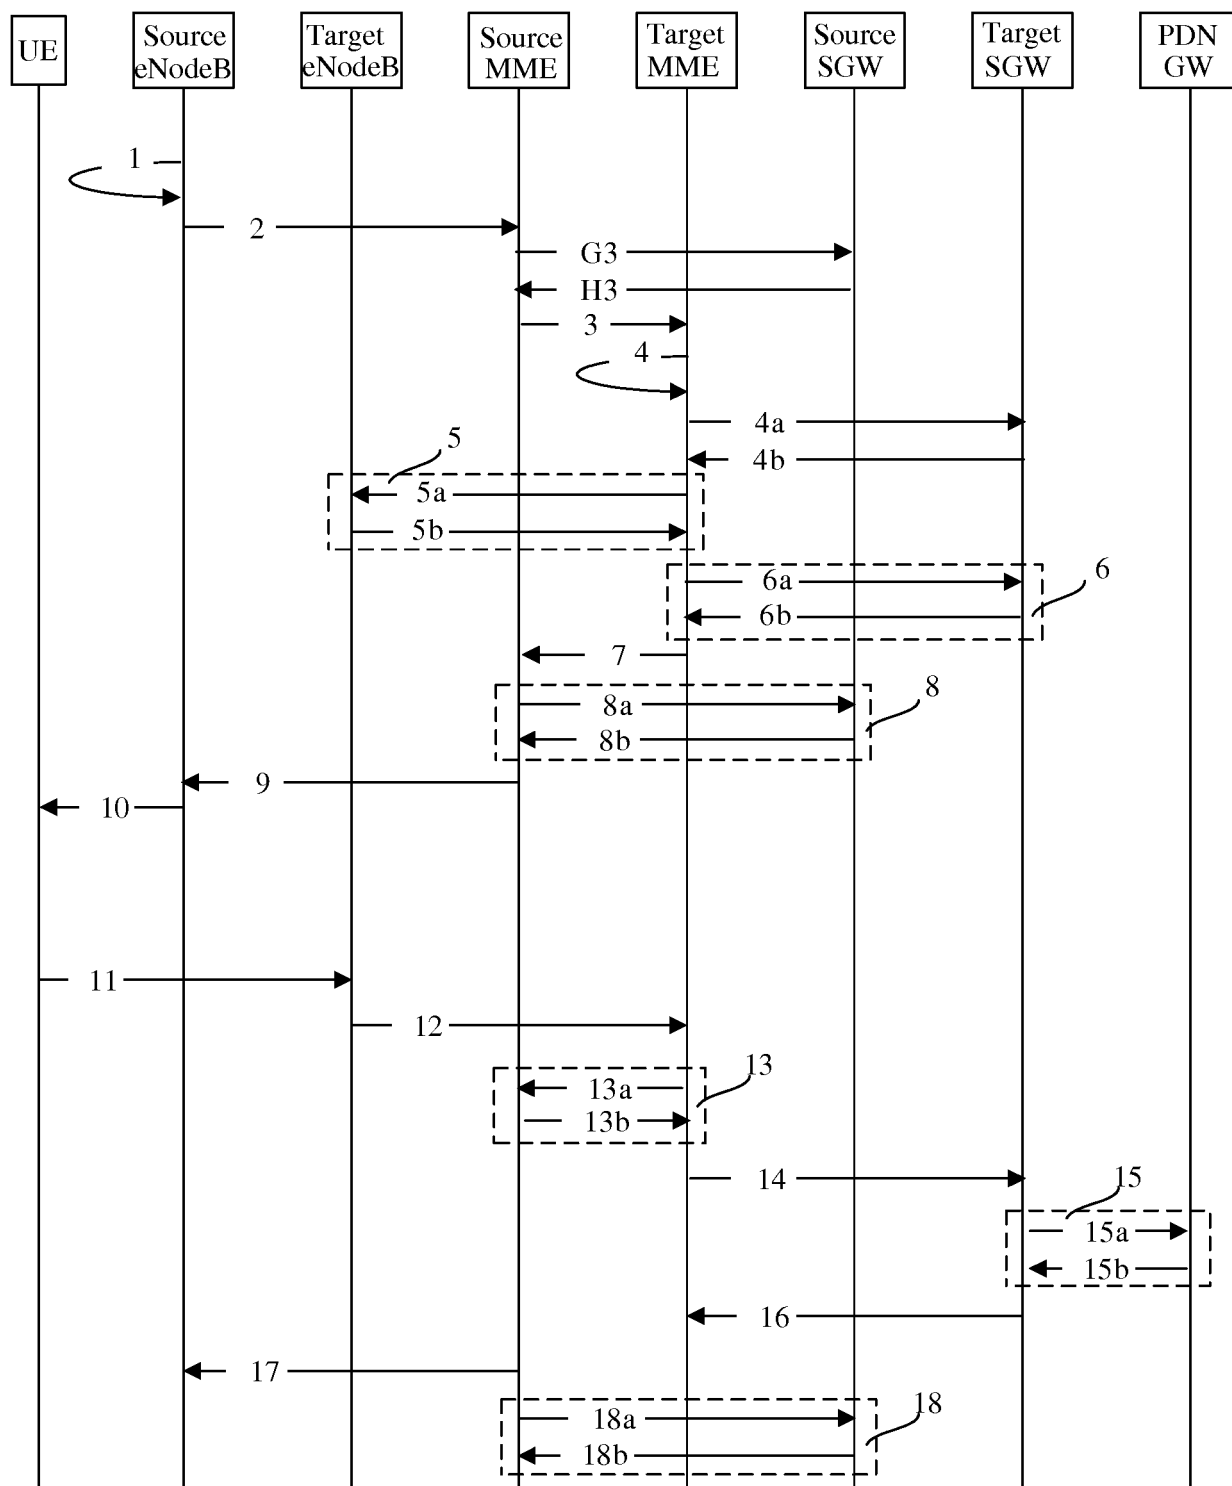 UE
Source
eNodeB
Target
eNodeB
Source
MME
Target
MME
Source
SGW
Target
SGW
PDN
GW
1
2
G3
H3
3
4
4a
4b
5
5a
5b
6
6a
6b
7
8
8a
8b
9
10
11
12
13
13a
13b
14
15
15a
15b
16
17
18
18a
18b